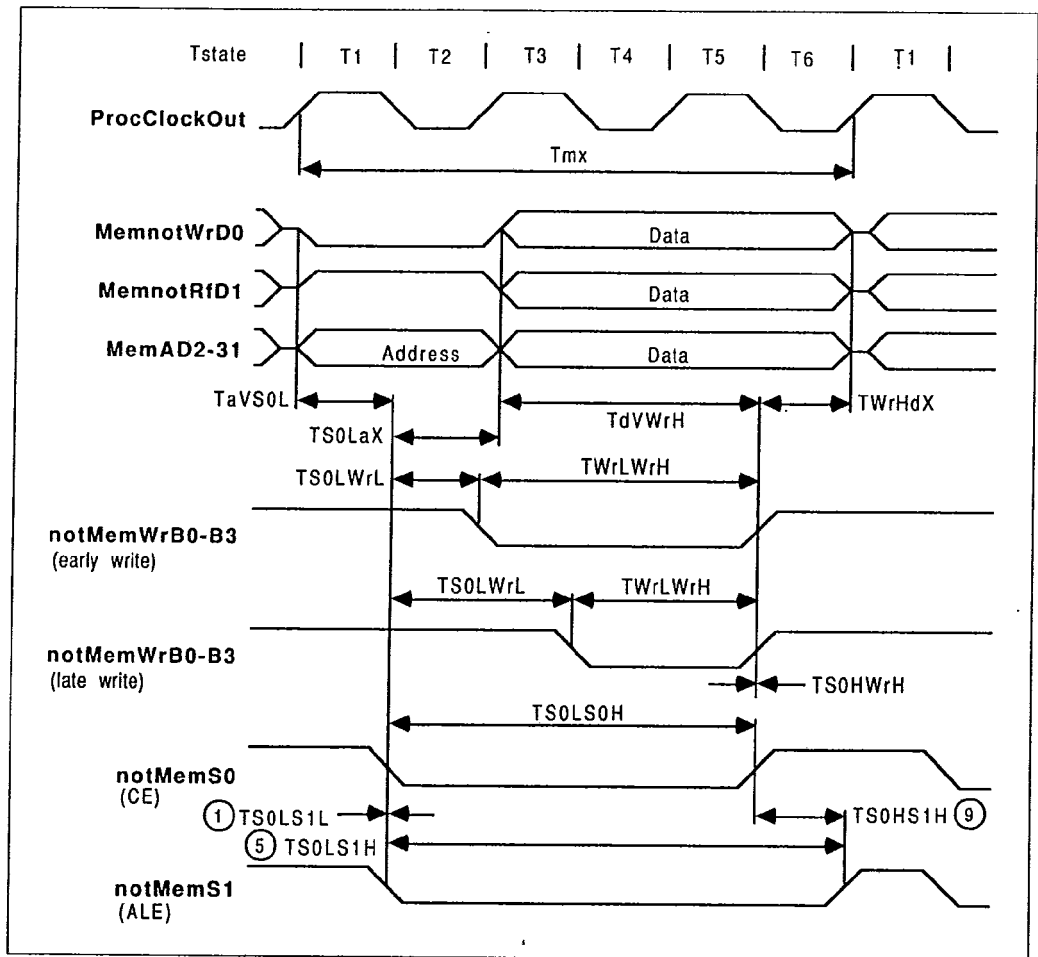 Tstate | T1 | T2 | T3 | T4 | T5 | T6 | T1 |
ProcClockOut
Tmx
MemnotWrD0
Data
MemnotRfD1
Data
MemAD2-31
Address
Data
TaVS0L
TdVWrH
TWrHdX
TS0LaX
TS0LWrL
TWrLWrH
notMemWrB0-B3
(early write)
TS0LWrL
TWrLWrH
notMemWrB0-B3
(late write)
TS0HWrH
TS0LS0H
notMemS0
(CE)
1 TS0LS1L
TS0HS1H 9
5 TS0LS1H
notMemS1
(ALE)